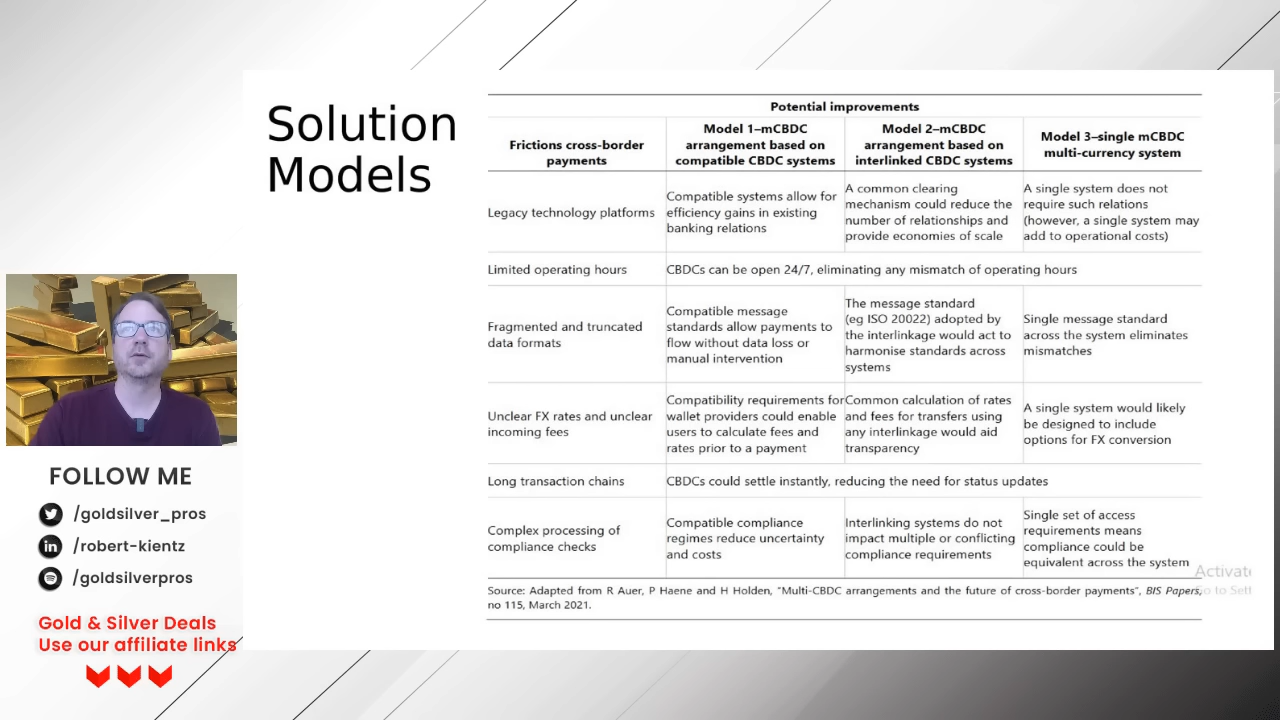 Solution
Models
Potential improvements
Frictions cross-border
payments
Model 1–mCBDC
arrangement based on
compatible CBDC systems
Model 2–mCBDC
arrangement based on
interlinked CBDC systems
Model 3–single mCBDC
multi-currency system
Legacy technology platforms
Compatible systems allow for
efficiency gains in existing
banking relations
A common clearing
mechanism could reduce the
number of relationships and
provide economies of scale
A single system does not
require such relations
(however, a single system may
add to operational costs)
Limited operating hours
CBDCs can be open 24/7, eliminating any mismatch of operating hours
Fragmented and truncated
data formats
Compatible message
standards allow payments to
flow without data loss or
manual intervention
The message standard
(eg ISO 20022) adopted by
the interlinkage would act to
harmonise standards across
systems
Single message standard
across the system eliminates
mismatches
Unclear FX rates and unclear
incoming fees
Compatibility requirements for
wallet providers could enable
users to calculate fees and
rates prior to a payment
Common calculation of rates
and fees for transfers using
any interlinkage would aid
transparency
A single system would likely
be designed to include
options for FX conversion
Long transaction chains
CBDCs could settle instantly, reducing the need for status updates
Complex processing of
compliance checks
Compatible compliance
regimes reduce uncertainty
and costs
Interlinking systems do not
impact multiple or conflicting
compliance requirements
Single set of access
requirements means
compliance could be
equivalent across the system
Source: Adapted from R Auer, P Haene and H Holden, "Multi-CBDC arrangements and the future of cross-border payments", BIS Papers,
no 115, March 2021.
FOLLOW ME
/goldsilver_pros
/robert-kientz
/goldsilverpros
Gold & Silver Deals
Use our affiliate links